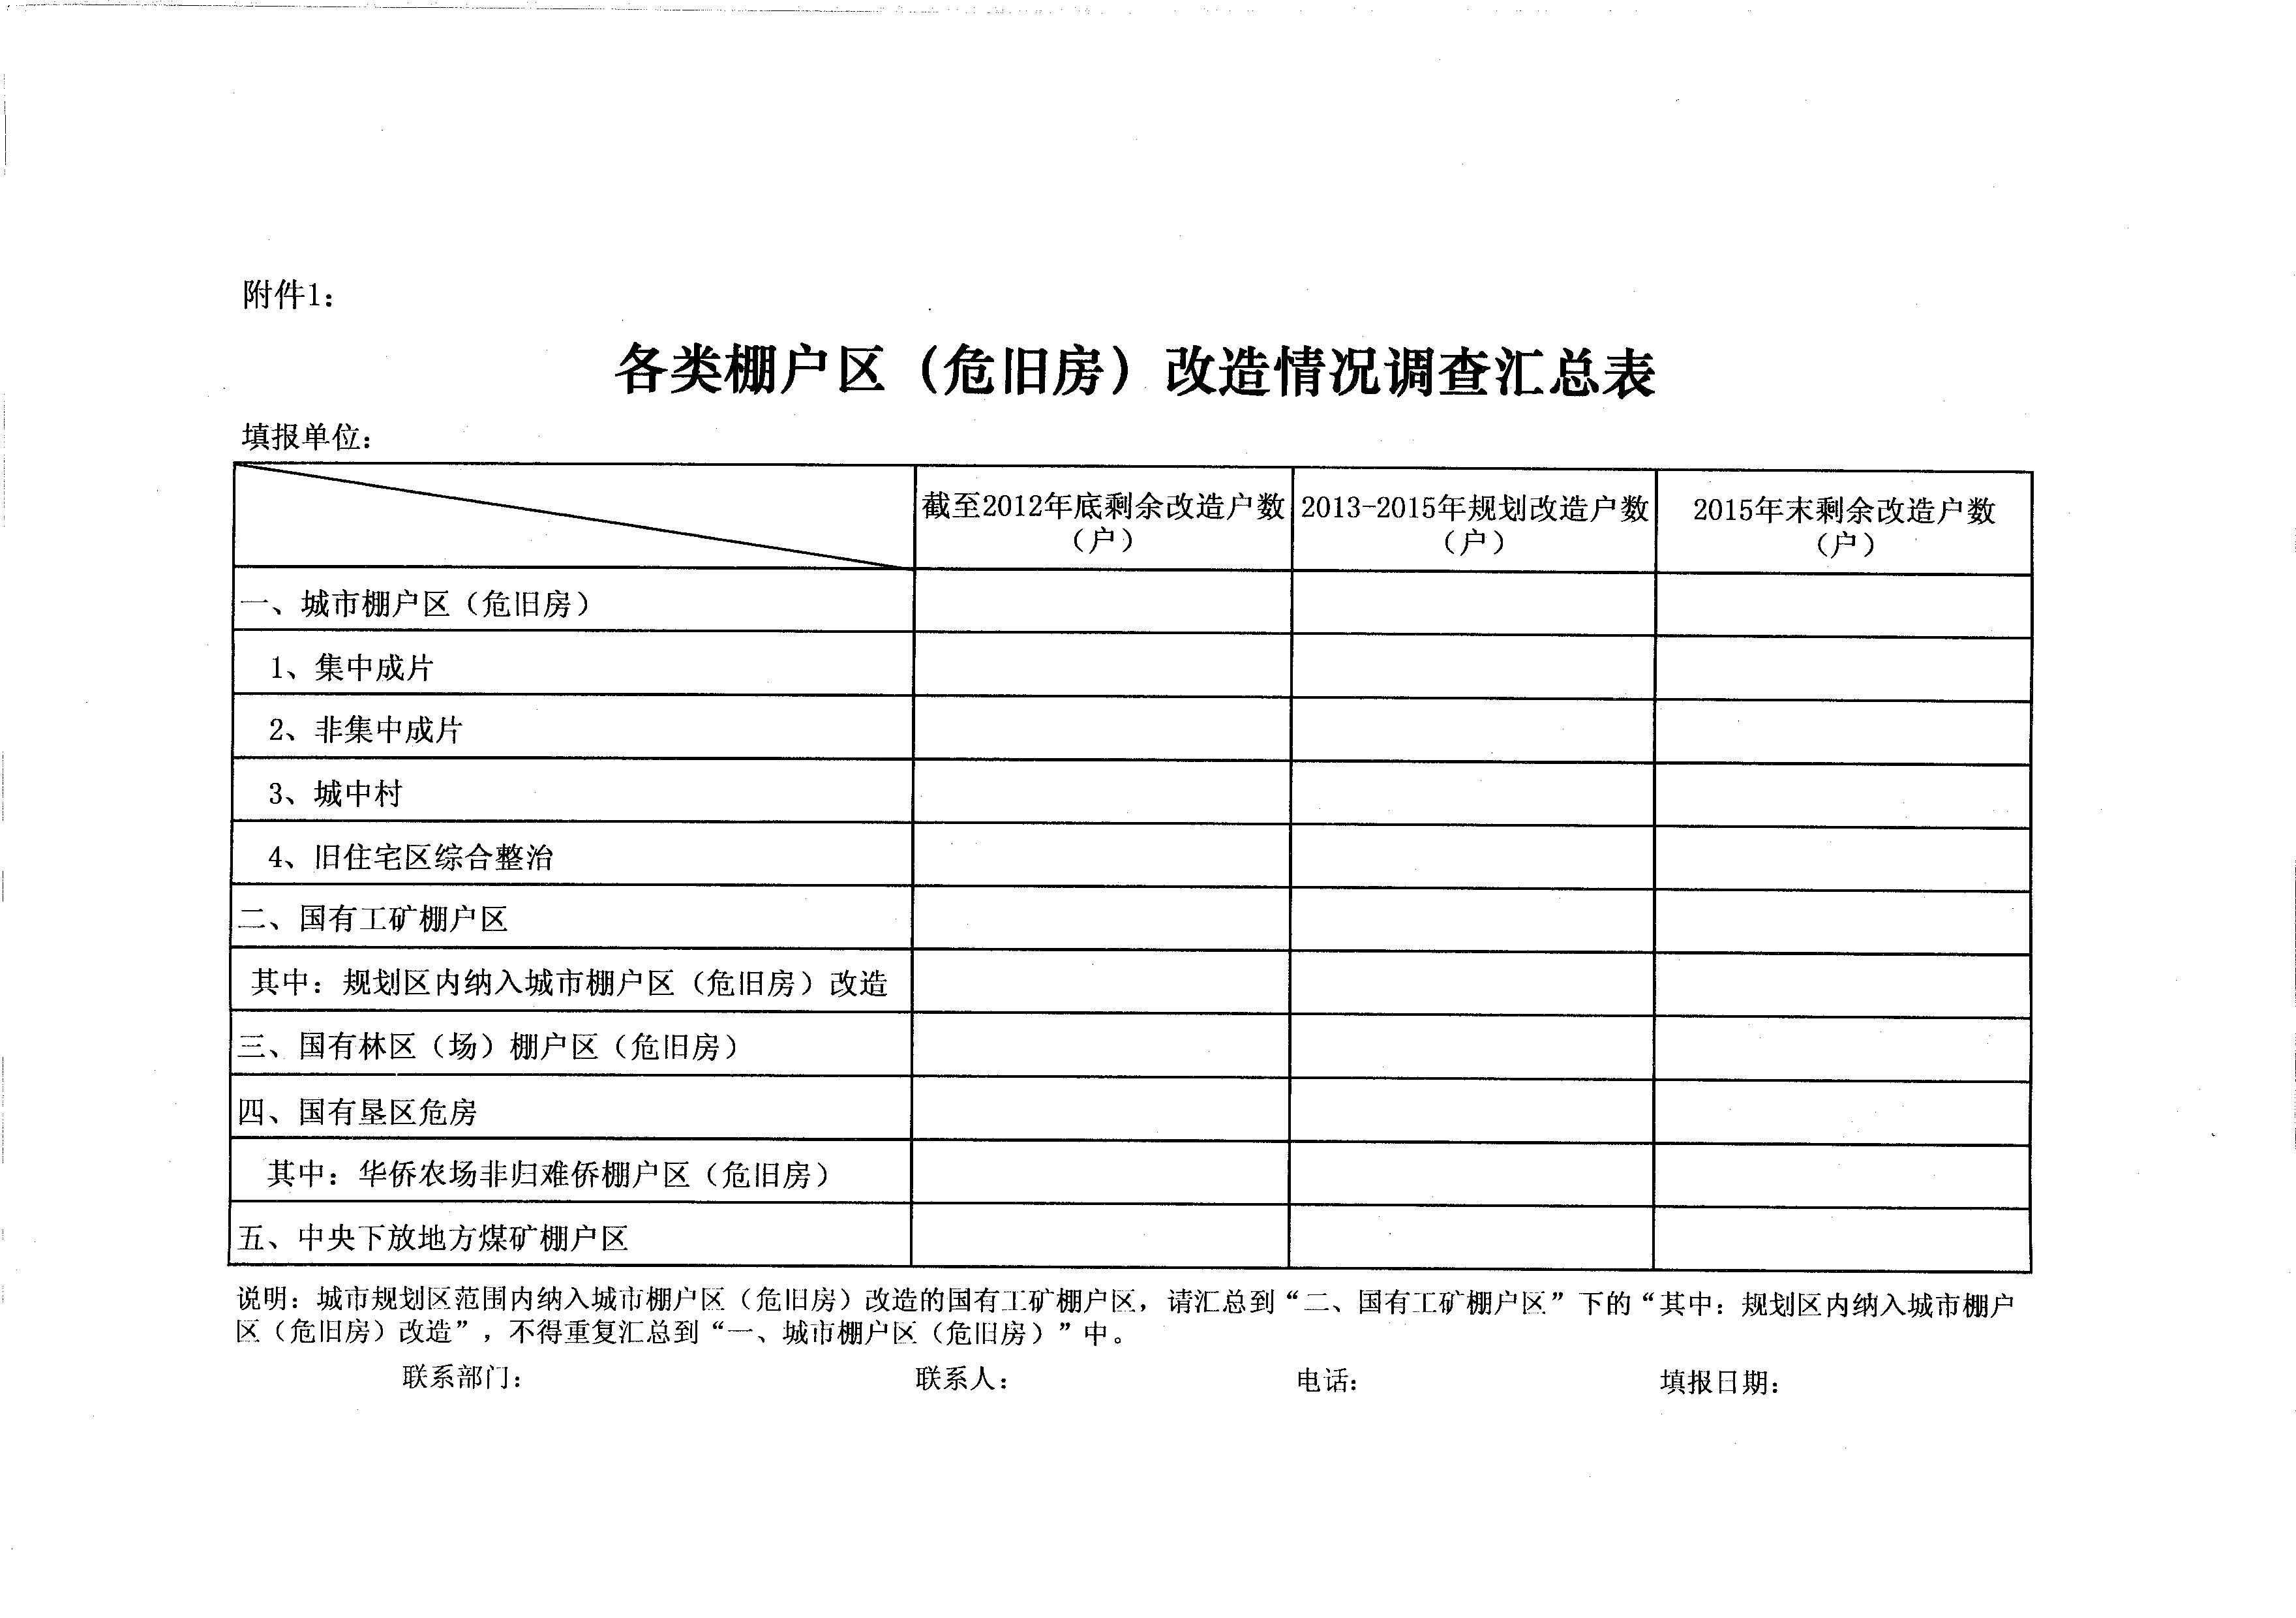 附件1：
各类棚户区（危旧房）改造情况调查汇总表
填报单位：
截至2012年底剩余改造户数
（户）
2013-2015年规划改造户数
（户）
2015年末剩余改造户数
（户）
一、城市棚户区（危旧房）
1、集中成片
2、非集中成片
3、城中村
4、旧住宅区综合整治
二、国有工矿棚户区
其中：规划区内纳入城市棚户区（危旧房）改造
三、国有林区（场）棚户区（危旧房）
四、国有垦区危房
其中：华侨农场非归难侨棚户区（危旧房）
五、中央下放地方煤矿棚户区
说明：城市规划区范围内纳入城市棚户区（危旧房）改造的国有工矿棚户区，请汇总到“二、国有工矿棚户区”下的“其中：规划区内纳入城市棚户
区（危旧房）改造”，不得重复汇总到“一、城市棚户区（危旧房）”中。
联系部门： 联系人： 电话： 填报日期：